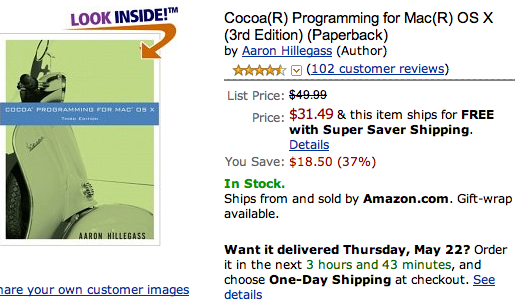 LOOK INSIDE!™
COCOA® PROGRAMMING FOR MAC® OS X
THIRD EDITION
Vespa
AARON HILLEGASS
hare your own customer images
Cocoa(R) Programming for Mac(R) OS X
(3rd Edition) (Paperback)
by Aaron Hillegass (Author)
(102 customer reviews)
List Price: $49.99
Price: $31.49 & this item ships for FREE
with Super Saver Shipping.
Details
You Save: $18.50 (37%)
In Stock.
Ships from and sold by Amazon.com. Gift-wrap
available.
Want it delivered Thursday, May 22? Order
it in the next 3 hours and 43 minutes, and
choose One-Day Shipping at checkout. See
details